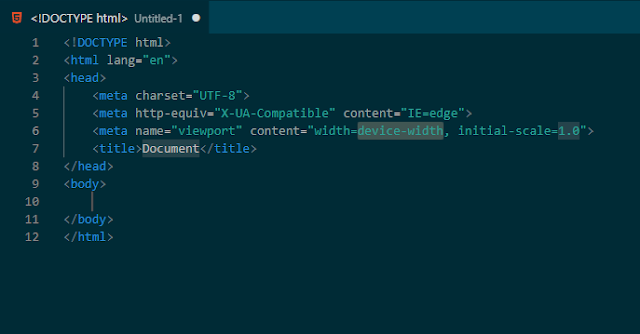 <!DOCTYPE html> Untitled-1
1 <!DOCTYPE html>
2 <html lang="en">
3 <head>
4 <meta charset="UTF-8">
5 <meta http-equiv="X-UA-Compatible" content="IE=edge">
6 <meta name="viewport" content="width=device-width, initial-scale=1.0">
7 <title>Document</title>
8 </head>
9 <body>
10
11 </body>
12 </html>